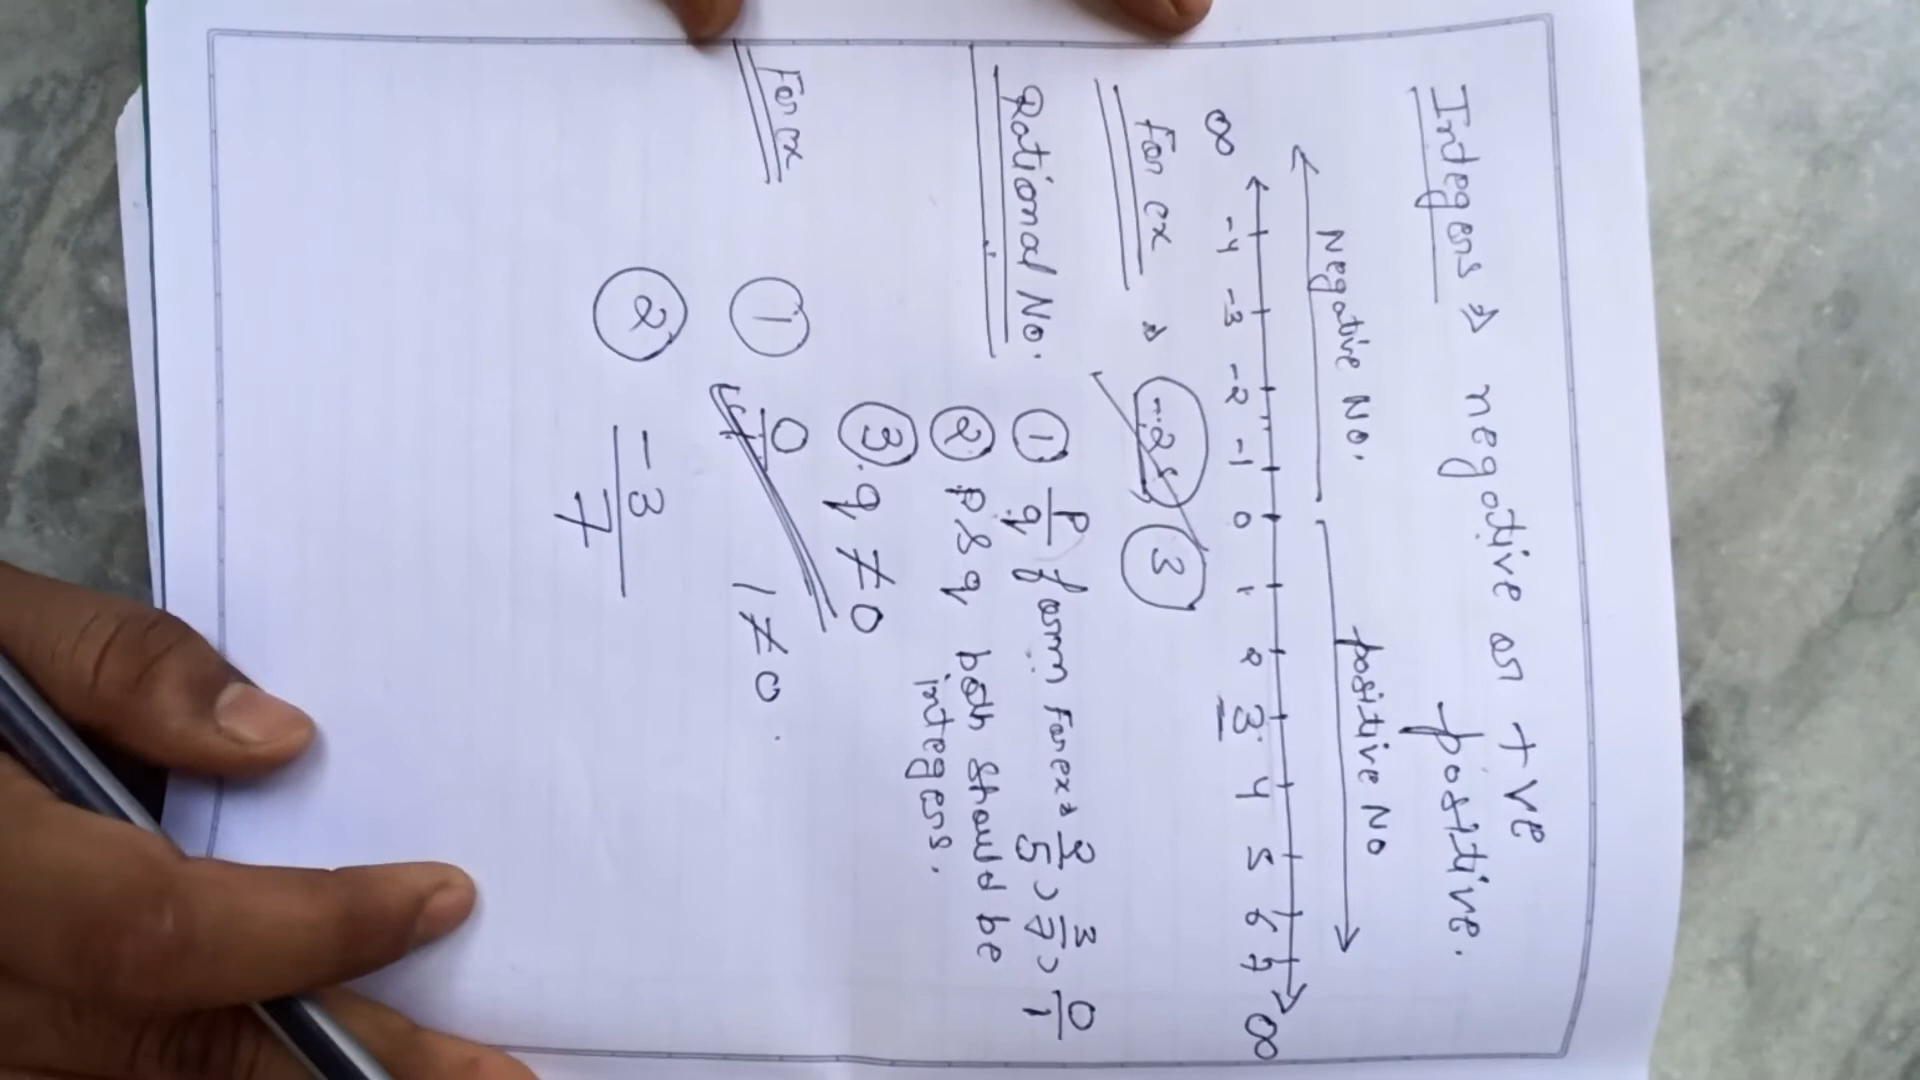 Integers → negative or +ve
positive.
Negative No. positive No
∞ -4 -3 -2 -1 0 1 2 3 4 5 6 7 ∞
For ex → -2 3
Rational No. ① p/q form For ex → 2/5, 3/7, 0/1
② p & q both should be
integers.
③ q ≠ 0
For ex ① 0/1 1 ≠ 0.
② -3/7